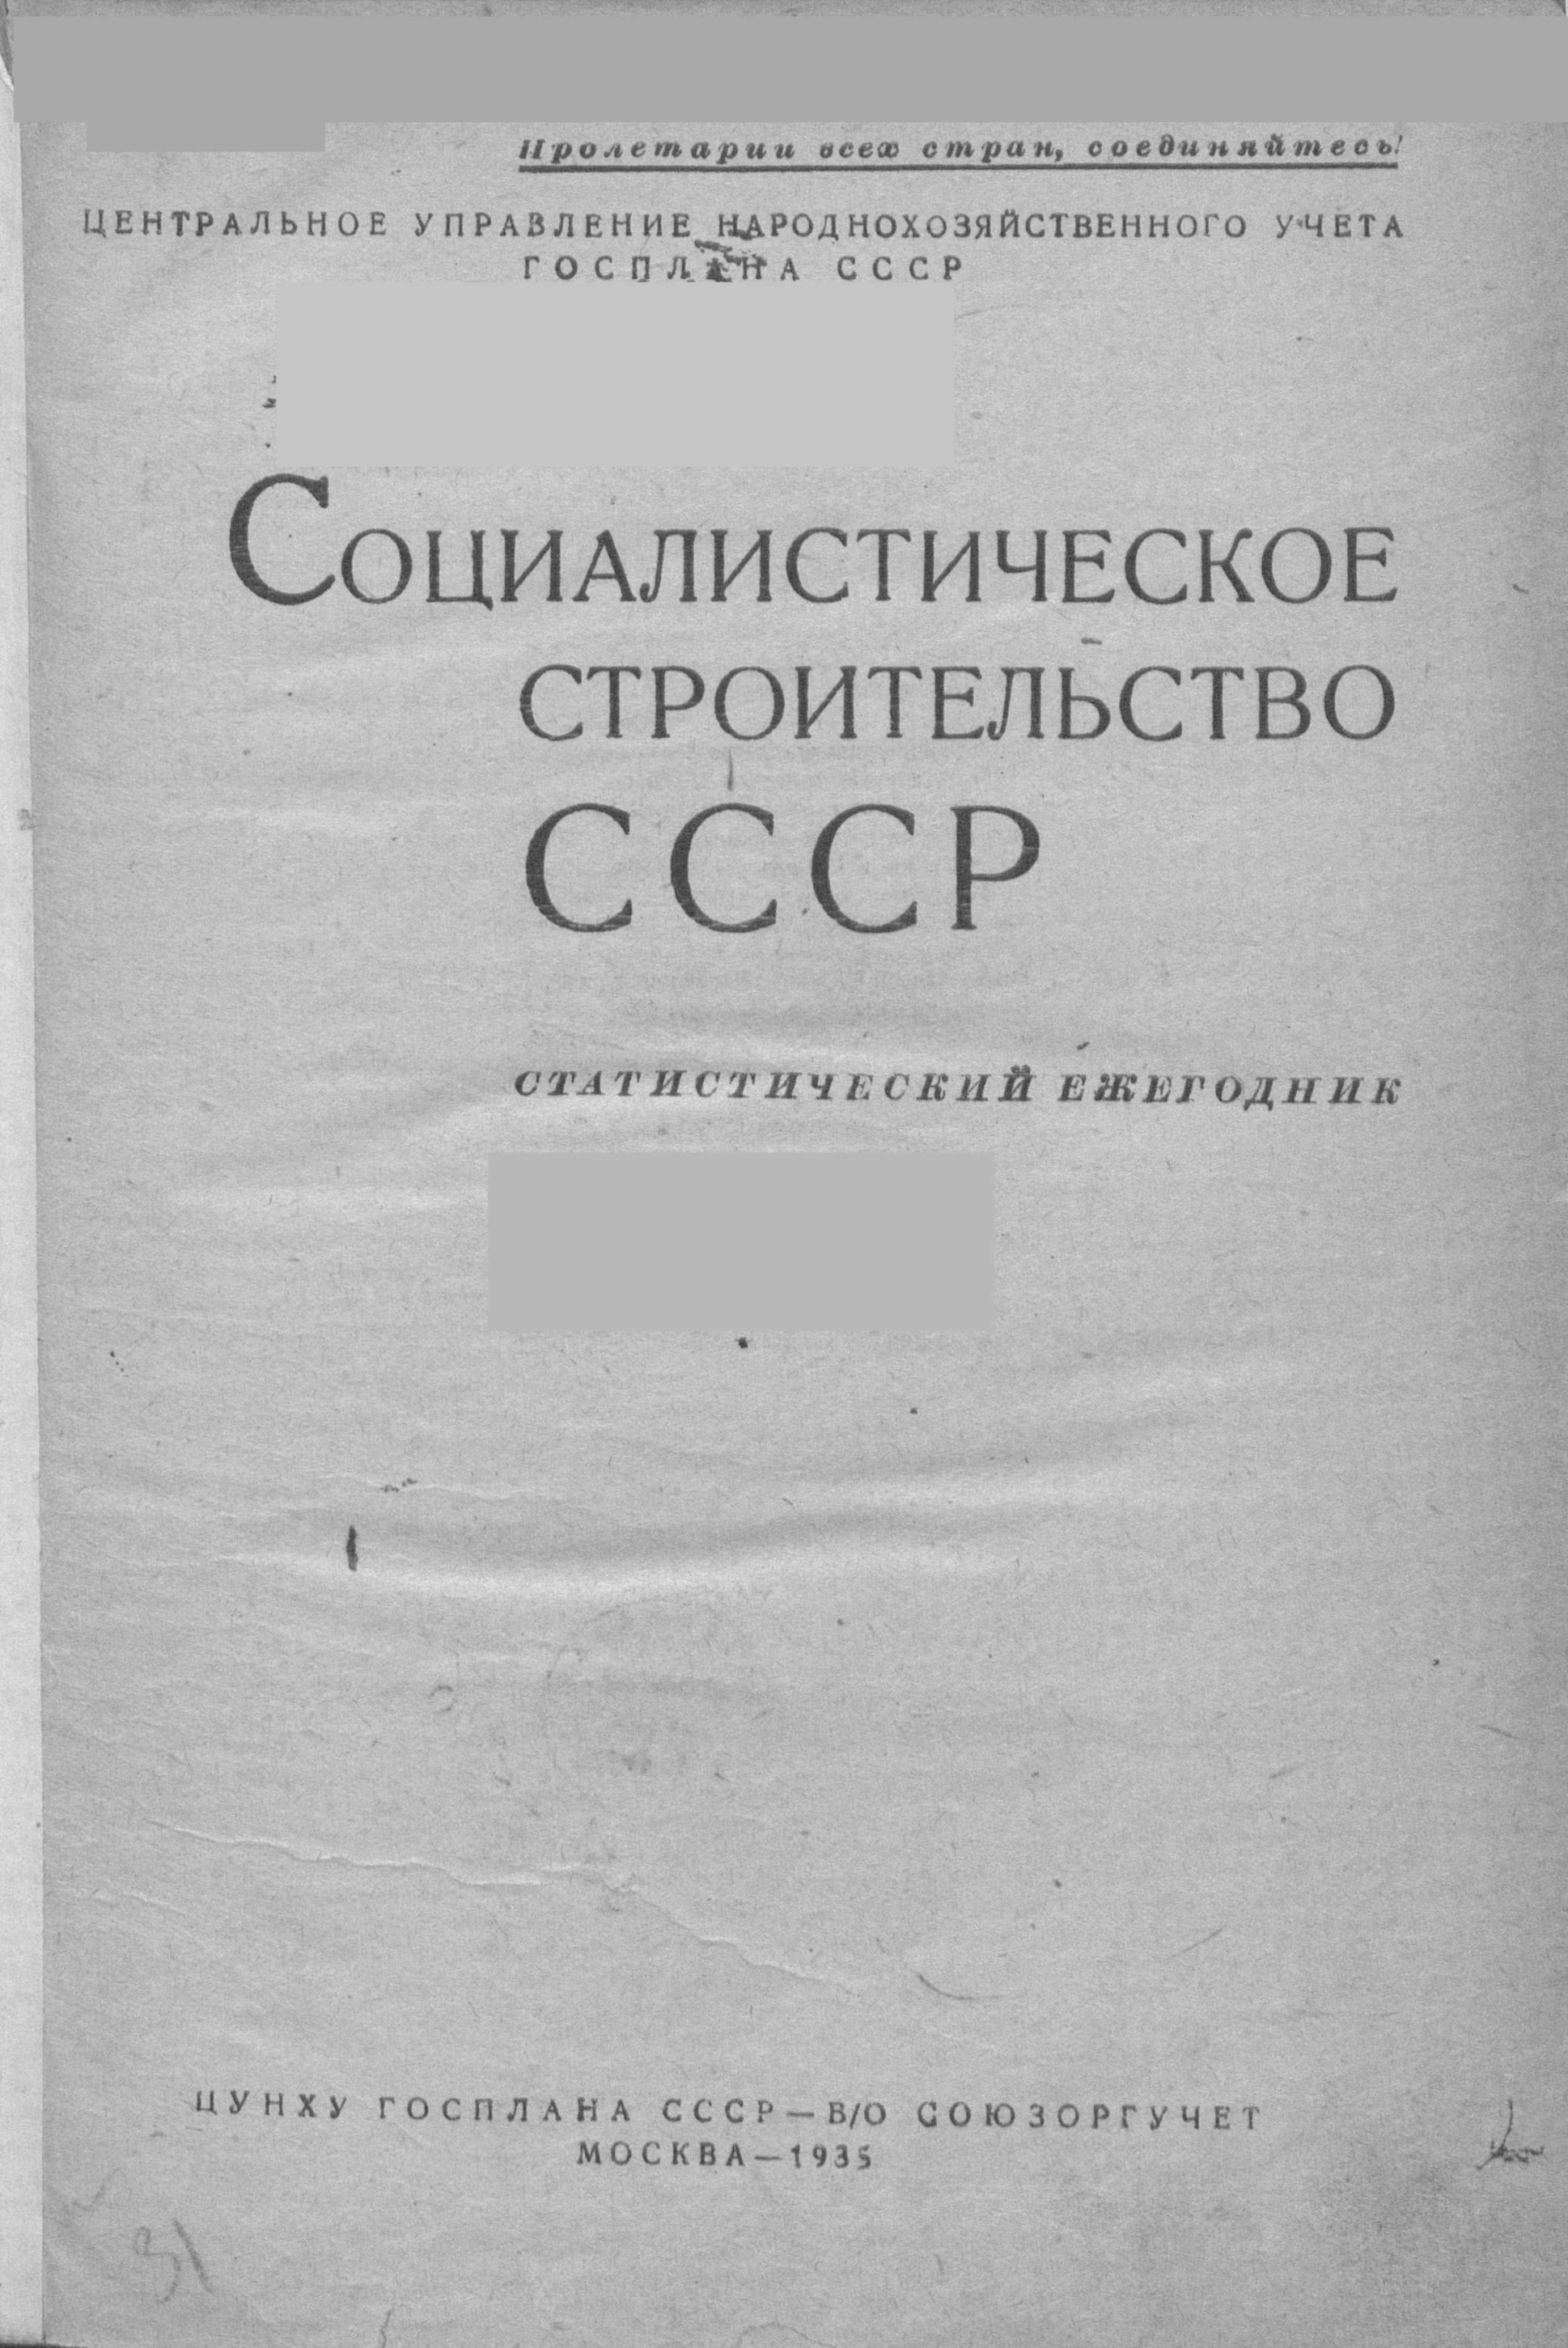 Пролетарии всех стран, соединяйтесь!
ЦЕНТРАЛЬНОЕ УПРАВЛЕНИЕ НАРОДНОХОЗЯЙСТВЕННОГО УЧЕТА
ГОСПЛАНА СССР
СОЦИАЛИСТИЧЕСКОЕ
СТРОИТЕЛЬСТВО
СССР
СТАТИСТИЧЕСКИЙ ЕЖЕГОДНИК
ЦУНХУ ГОСПЛАНА СССР—В/О СОЮЗОРГУЧЕТ
МОСКВА—1935
31